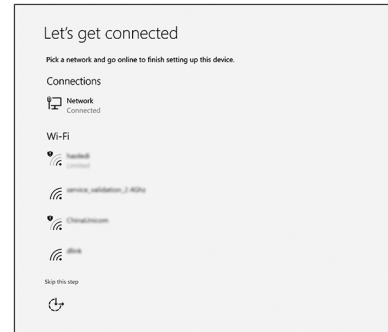 Let's get connected
Pick a network and go online to finish setting up this device.
Connections
Network
Connected
Wi-Fi
Limited
service_validation_2.4Ghz
ChinaUnicom
dlink
Skip this step